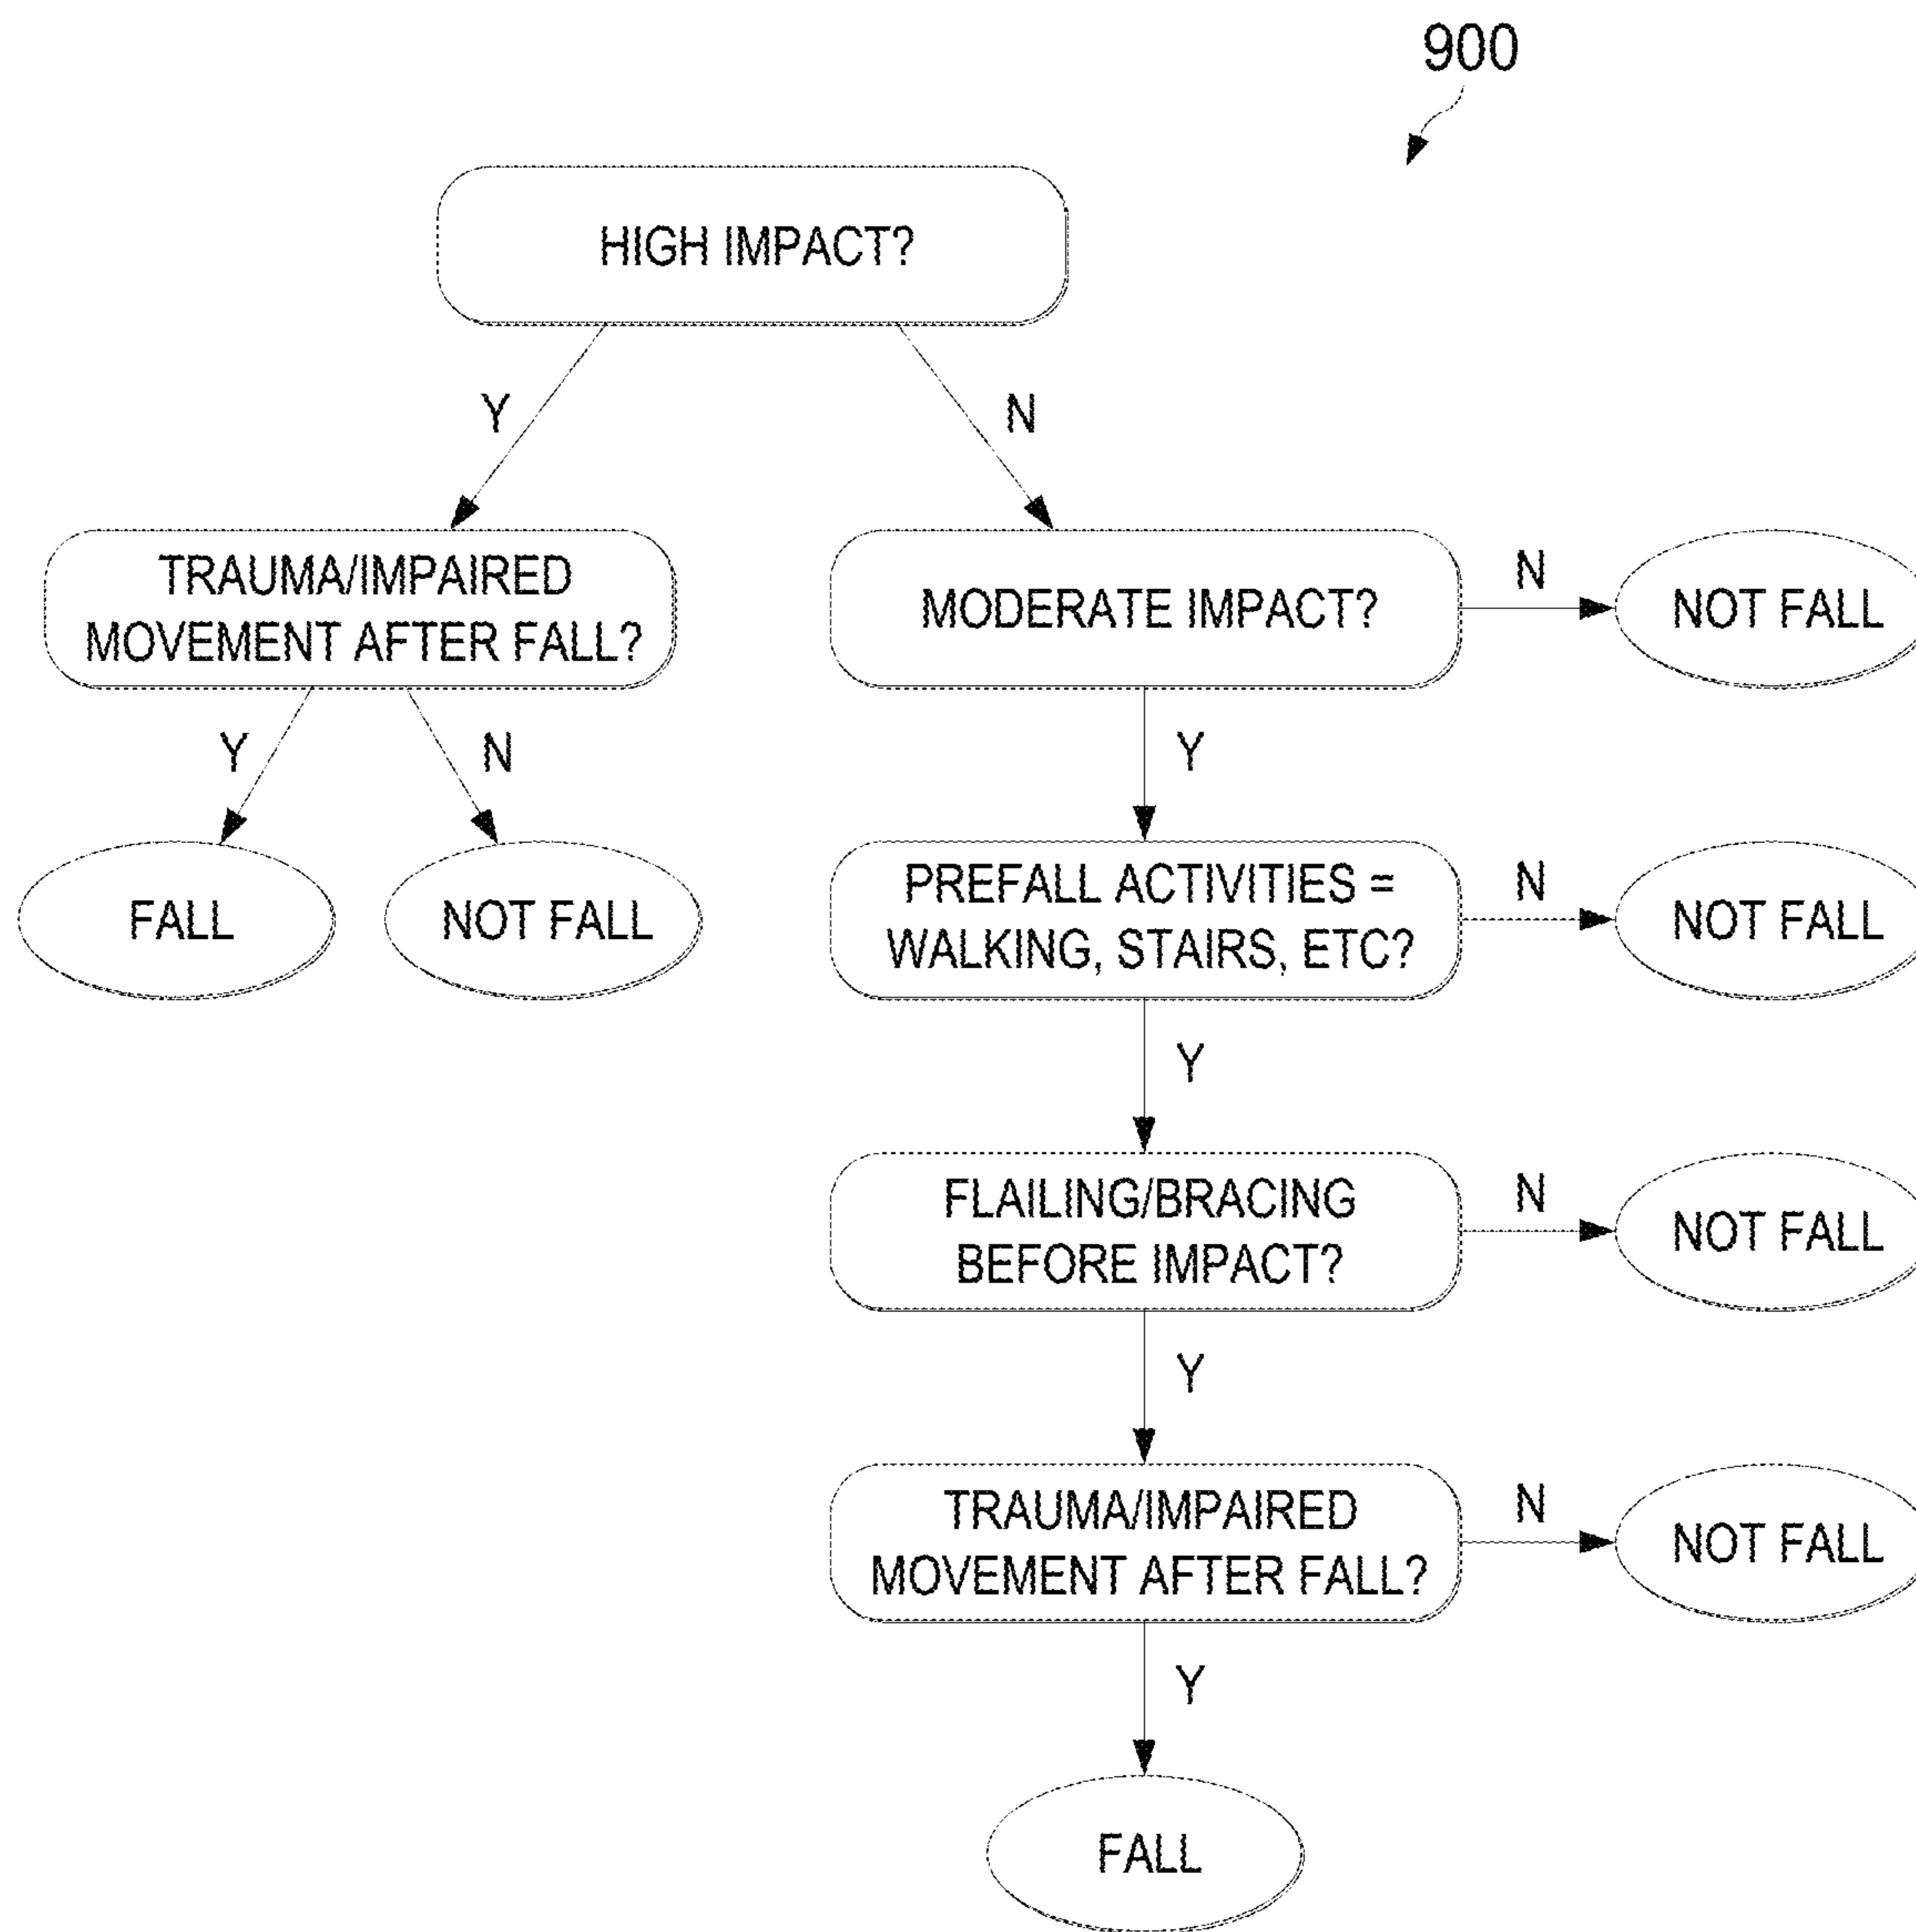 900
HIGH IMPACT?
Y
N
TRAUMA/IMPAIRED
MOVEMENT AFTER FALL?
MODERATE IMPACT?
N
NOT FALL
Y
N
Y
FALL
NOT FALL
PREFALL ACTIVITIES =
WALKING, STAIRS, ETC?
N
NOT FALL
Y
FLAILING/BRACING
BEFORE IMPACT?
N
NOT FALL
Y
TRAUMA/IMPAIRED
MOVEMENT AFTER FALL?
N
NOT FALL
Y
FALL